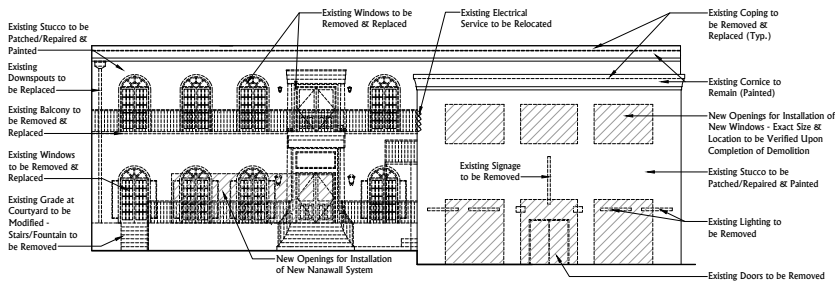 Existing Stucco to be
Patched/Repaired &
Painted
Existing
Downspouts to
be Replaced
Existing Balcony to
be Removed &
Replaced
Existing Windows
to be Removed &
Replaced
Existing Grade at
Courtyard to be
Modified -
Stairs/Fountain to
be Removed
Existing Windows to be
Removed & Replaced
Existing Electrical
Service to be Relocated
New Openings for Installation
of New Nanawall System
Existing Signage
to be Removed
Existing Coping to
be Removed &
Replaced (Typ.)
Existing Cornice to
Remain (Painted)
New Openings for Installation of
New Windows - Exact Size &
Location to be Verified Upon
Completion of Demolition
Existing Stucco to be
Patched/Repaired & Painted
Existing Lighting to
be Removed
Existing Doors to be Removed